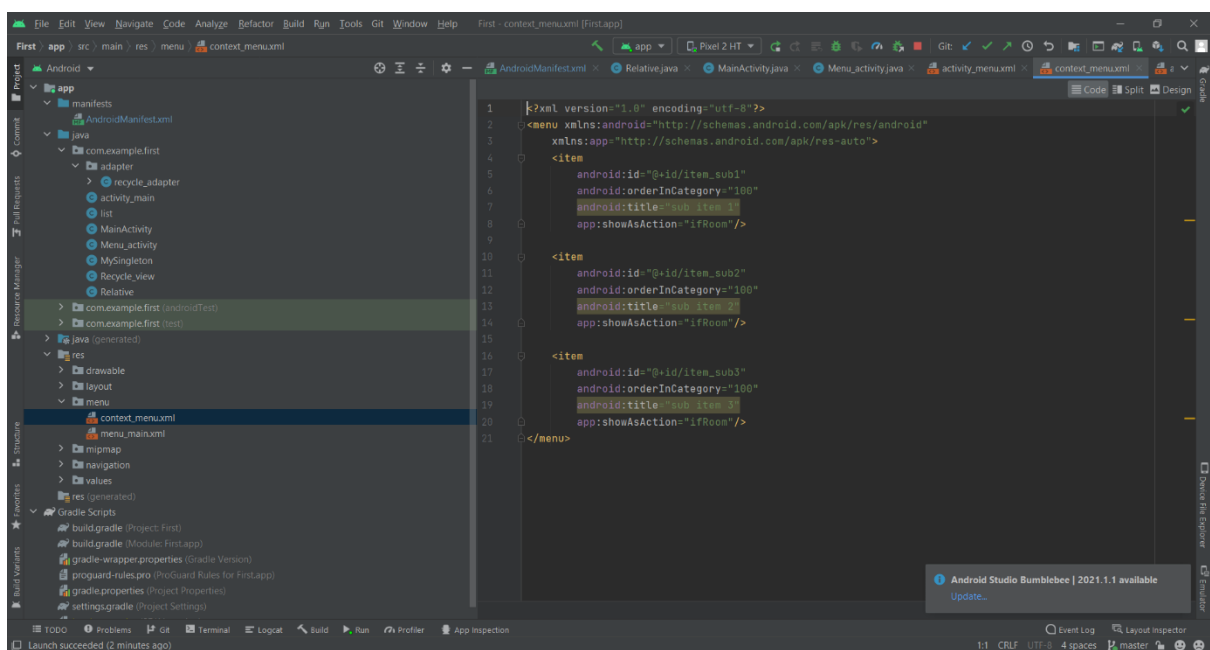 File Edit View Navigate Code Analyze Refactor Build Run Tools Git Window Help First - context_menu.xml [First.app]
First app src main res menu context_menu.xml app Pixel 2 HT Git:
Android AndroidManifest.xml Relative.java MainActivity.java Menu_activity.java activity_menu.xml context_menu.xml a
Code Split Design
Project
Commit
Pull Requests
Resource Manager
Structure
Favorites
Build Variants
app
manifests
AndroidManifest.xml
java
com.example.first
adapter
recycle_adapter
activity_main
list
MainActivity
Menu_activity
MySingleton
Recycle_view
Relative
com.example.first (androidTest)
com.example.first (test)
java (generated)
res
drawable
layout
menu
context_menu.xml
menu_main.xml
mipmap
navigation
values
res (generated)
Gradle Scripts
build.gradle (Project: First)
build.gradle (Module: First.app)
gradle-wrapper.properties (Gradle Version)
proguard-rules.pro (ProGuard Rules for First.app)
gradle.properties (Project Properties)
settings.gradle (Project Settings)
1 <?xml version="1.0" encoding="utf-8"?>
2 <menu xmlns:android="http://schemas.android.com/apk/res/android"
3 xmlns:app="http://schemas.android.com/apk/res-auto">
4 <item
5 android:id="@+id/item_sub1"
6 android:orderInCategory="100"
7 android:title="sub item 1"
8 app:showAsAction="ifRoom"/>
9
10 <item
11 android:id="@+id/item_sub2"
12 android:orderInCategory="100"
13 android:title="sub item 2"
14 app:showAsAction="ifRoom"/>
15
16 <item
17 android:id="@+id/item_sub3"
18 android:orderInCategory="100"
19 android:title="sub item 3"
20 app:showAsAction="ifRoom"/>
21 </menu>
Gradle
Device File Explorer
Emulator
Android Studio Bumblebee | 2021.1.1 available
Update...
TODO Problems Git Terminal Logcat Build Run Profiler App Inspection Event Log Layout Inspector
Launch succeeded (2 minutes ago) 1:1 CRLF UTF-8 4 spaces master